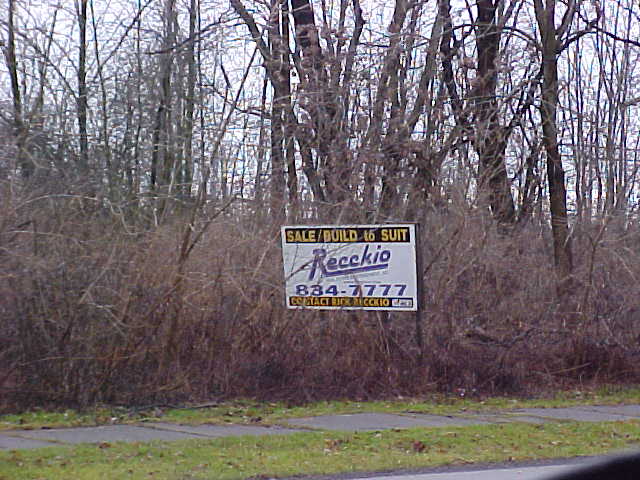 SALE/BUILD to SUIT
Recckio
834-7777
CONTACT RICK RECCKIO